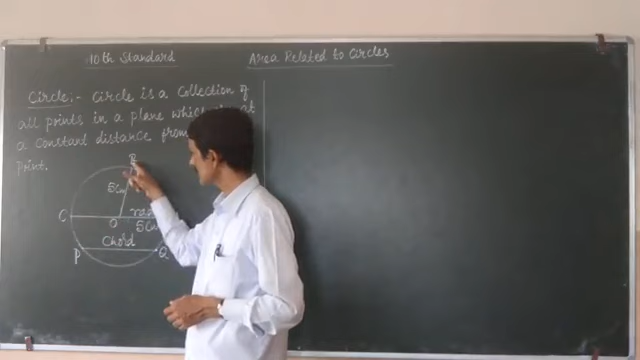 10th Standard
Area Related to Circles
Circle:- Circle is a Collection of
all points in a plane which at
a constant distance from
point.
B
5cm
C
O
5cm
Chord
P
Q